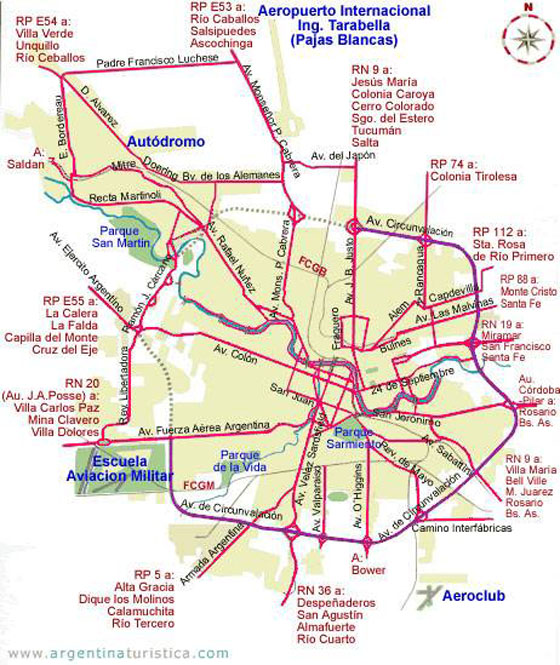 RP E54 a:
Villa Verde
Unquillo
Río Ceballos
RP E53 a:
Río Caballos
Salsipuedes
Ascochinga
Aeropuerto Internacional
Ing. Tarabella
(Pajas Blancas)
N
Padre Francisco Luchese
RN 9 a:
Jesús María
Colonia Caroya
Cerro Colorado
Sgo. del Estero
Tucumán
Salta
D. Alvarez
Av. Monseñor P. Cabrera
E. Bordereau
Autódromo
A:
Saldan
Mitre
Doering
Bv. de los Alemanes
Av. del Japón
RP 74 a:
Colonia Tirolesa
Recta Martinoli
Parque
San Martin
Av. Circunvalación
RP 112 a:
Sta. Rosa
de Río Primero
Av. Ejercito Argentino
Ramón J. Cárcano
Av. Rafael Nuñez
Av. Mons. P. Cabrera
FCGB
Av. J.B. Justo
Av. Rancagua
RP 88 a:
Monte Cristo
Santa Fe
RP E55 a:
La Calera
La Falda
Capilla del Monte
Cruz del Eje
Alem
Capdevilla
Av. Las Malvinas
Fraguero
Bulnes
RN 19 a:
Miramar
San Francisco
Santa Fe
Av. Colón
Rev. Libertadora
RN 20
(Au. J.A.Posse) a:
Villa Carlos Paz
Mina Clavero
Villa Dolores
San Juan
24 de Septiembre
Au.
Córdoba
-Pilar a:
Rosario
Bs. As.
San Jeronimo
Av. Fuerza Aérea Argentina
Av. Velez Sarsfield
Parque
Sarmiento
Rev. de Mayo
Av. Sabattini
Escuela
Aviacion Militar
Parque
de la Vida
FCGM
RN 9 a:
Villa Maria
Bell Ville
M. Juarez
Rosario
Bs. As.
Av. de Circunvalación
Av. Valparaiso
Av. O'Higgins
Av. de Circunvalación
Camino Interfábricas
Armada Argentina
A:
Bower
RP 5 a:
Alta Gracia
Dique los Molinos
Calamuchita
Río Tercero
RN 36 a:
Despeñaderos
San Agustín
Almafuerte
Río Cuarto
Aeroclub
www.argentinaturistica.com